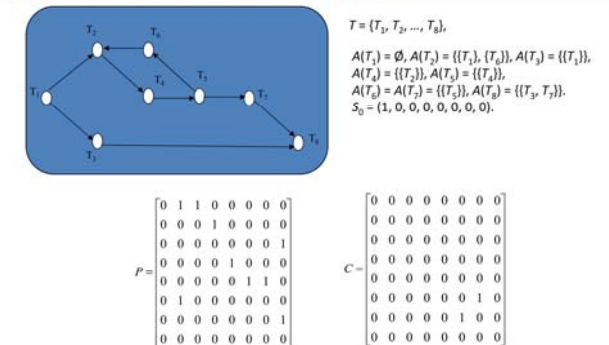 T₂ T₆
T₄ T₅ T₇
T₁
T₃ T₈
T = {T₁, T₂, ..., T₈},
A(T₁) = Ø, A(T₂) = {{T₁}, {T₆}}, A(T₃) = {{T₁}},
A(T₄) = {{T₂}}, A(T₅) = {{T₄}},
A(T₆) = A(T₇) = {{T₅}}, A(T₈) = {{T₃, T₇}}.
S₀ = (1, 0, 0, 0, 0, 0, 0, 0).
P =
0 1 1 0 0 0 0 0
0 0 0 1 0 0 0 0
0 0 0 0 0 0 0 1
0 0 0 0 1 0 0 0
0 0 0 0 0 1 1 0
0 1 0 0 0 0 0 0
0 0 0 0 0 0 0 1
0 0 0 0 0 0 0 0
C =
0 0 0 0 0 0 0 0
0 0 0 0 0 0 0 0
0 0 0 0 0 0 0 0
0 0 0 0 0 0 0 0
0 0 0 0 0 0 0 0
0 0 0 0 0 0 1 0
0 0 0 0 0 1 0 0
0 0 0 0 0 0 0 0